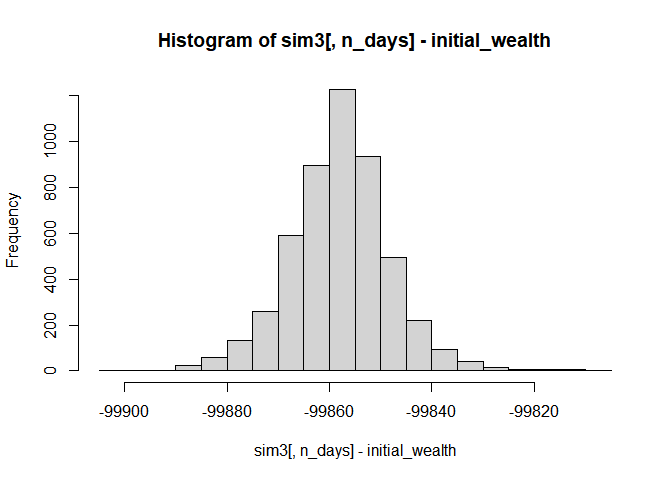 Histogram of sim3[, n_days] - initial_wealth
Frequency
0
200
400
600
800
1000
-99900 -99880 -99860 -99840 -99820
sim3[, n_days] - initial_wealth